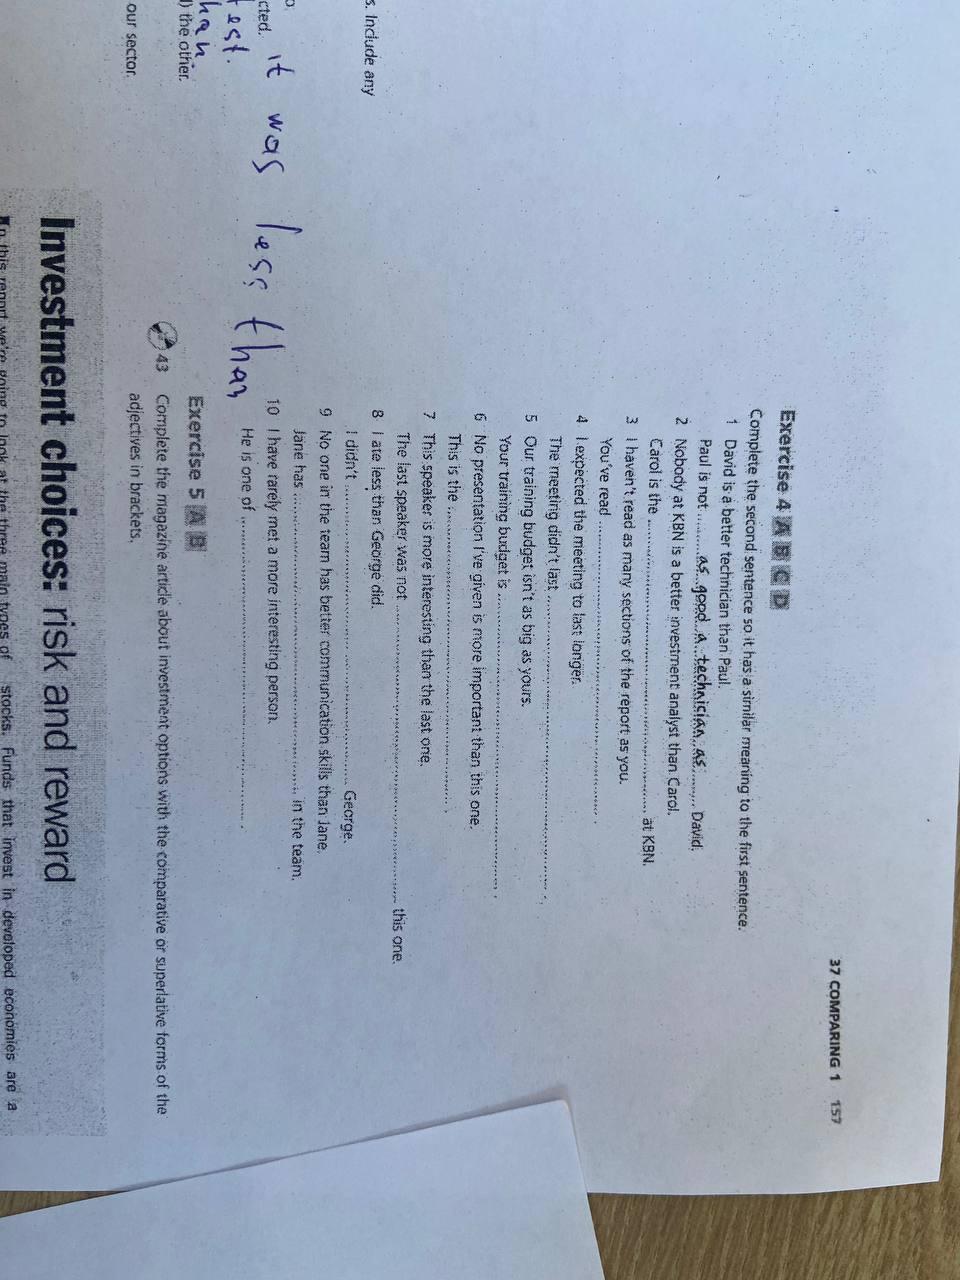 37 COMPARING 1 157
s. Include any
cted.
) the other.
our sector.
it was less than
test.
han
Exercise 4 A B C D
Complete the second sentence so it has a similar meaning to the first sentence.
1 David is a better technician than Paul.
Paul is not ........as good a technician as........ David.
2 Nobody at KBN is a better investment analyst than Carol.
Carol is the ........................ at KBN.
3 I haven't read as many sections of the report as you.
You've read ........................ .
4 I expected the meeting to last longer.
The meeting didn't last ........................ .
5 Our training budget isn't as big as yours.
Your training budget is ........................ .
6 No presentation I've given is more important than this one.
This is the ........................ .
7 This speaker is more interesting than the last one.
The last speaker was not ........................ this one.
8 I ate less than George did.
I didn't ........................ George.
9 No one in the team has better communication skills than Jane.
Jane has ........................ in the team.
10 I have rarely met a more interesting person.
He is one of ........................ .
Exercise 5 A B
43 Complete the magazine article about investment options with the comparative or superlative forms of the
adjectives in brackets.
Investment choices: risk and reward
In this report we're going to look at the three main types of
stocks. Funds that invest in developed economies are a